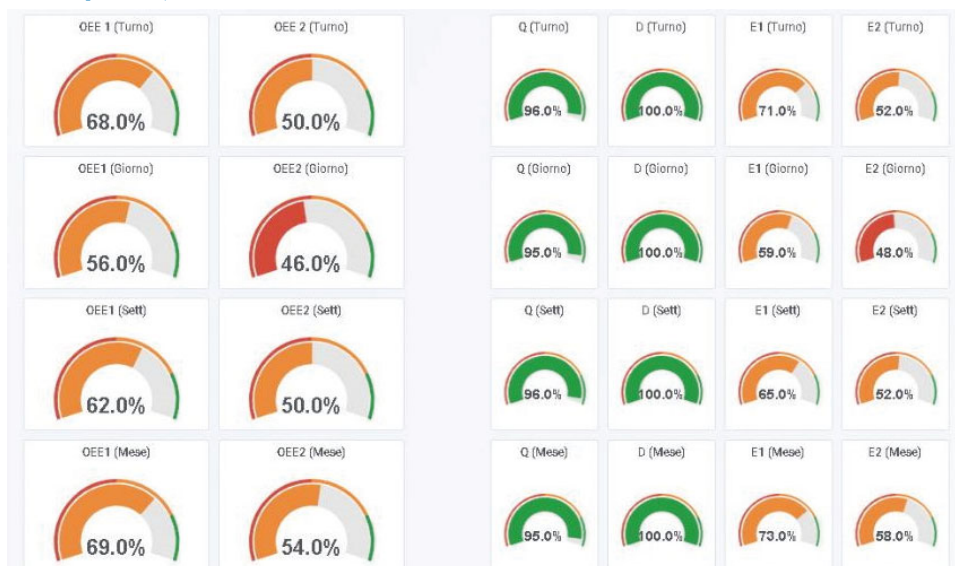 OEE 1 (Turno) OEE 2 (Turno) Q (Turno) D (Turno) E1 (Turno) E2 (Turno)
68.0% 50.0% 96.0% 100.0% 71.0% 52.0%
OEE1 (Giorno) OEE2 (Giorno) Q (Giorno) D (Giorno) E1 (Giorno) E2 (Giorno)
56.0% 46.0% 95.0% 100.0% 59.0% 48.0%
OEE1 (Sett) OEE2 (Sett) Q (Sett) D (Sett) E1 (Sett) E2 (Sett)
62.0% 50.0% 96.0% 100.0% 65.0% 52.0%
OEE1 (Mese) OEE2 (Mese) Q (Mese) D (Mese) E1 (Mese) E2 (Mese)
69.0% 54.0% 95.0% 100.0% 73.0% 58.0%